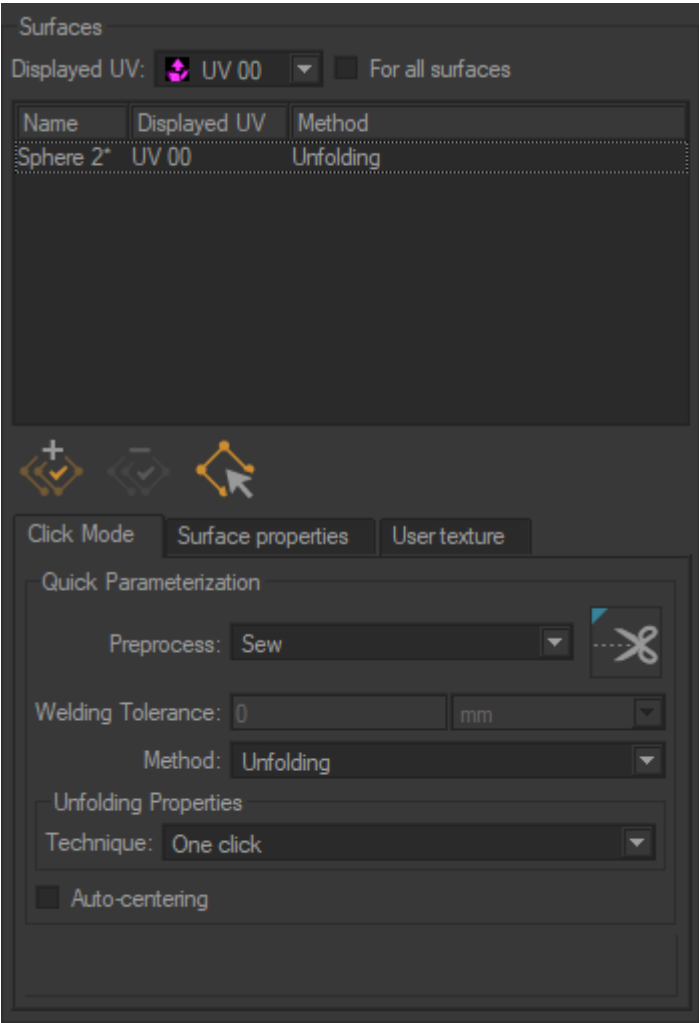 Surfaces
Displayed UV: UV 00 For all surfaces
Name Displayed UV Method
Sphere 2* UV 00 Unfolding
Click Mode Surface properties User texture
Quick Parameterization
Preprocess: Sew
Welding Tolerance: 0 mm
Method: Unfolding
Unfolding Properties
Technique: One click
Auto-centering